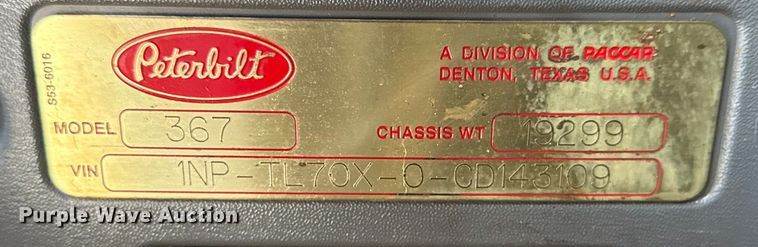 Peterbilt
A DIVISION OF PACCAR
DENTON, TEXAS U.S.A.
S53-6016
MODEL 367 CHASSIS WT 19299
VIN 1NP-TL70X-0-CD143109
Purple Wave Auction